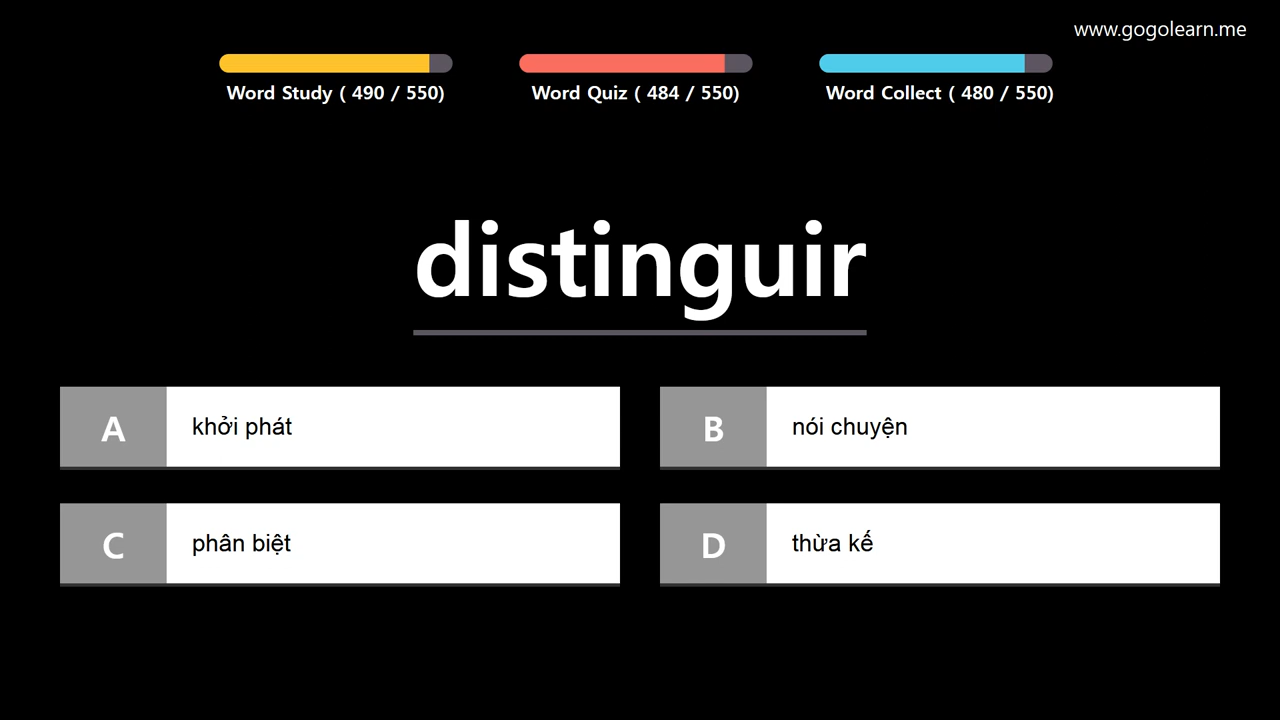 www.gogolearn.me
Word Study ( 490 / 550)
Word Quiz ( 484 / 550)
Word Collect ( 480 / 550)
distinguir
A khởi phát
B nói chuyện
C phân biệt
D thừa kế